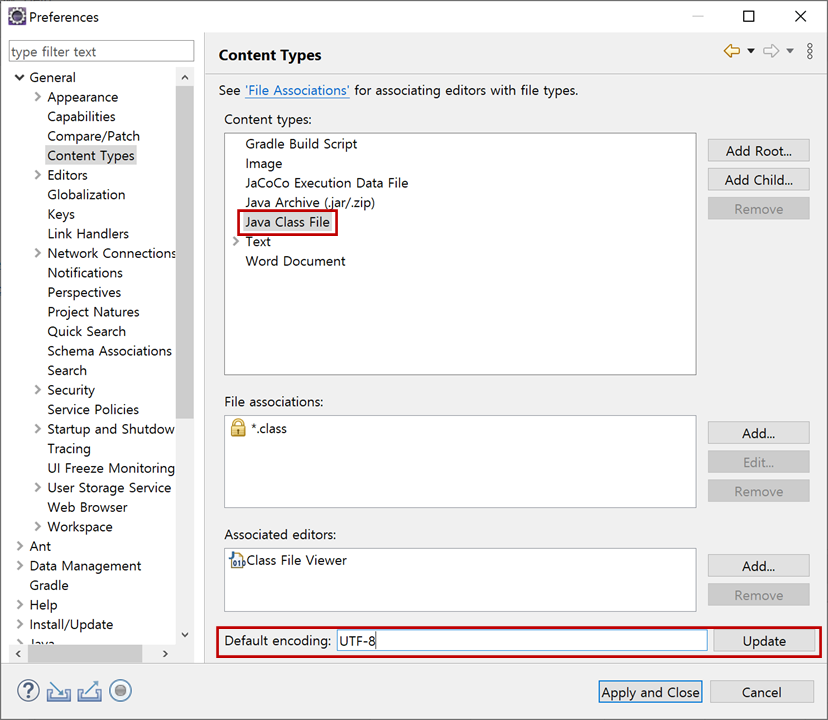 Preferences
type filter text
General
Appearance
Capabilities
Compare/Patch
Content Types
Editors
Globalization
Keys
Link Handlers
Network Connections
Notifications
Perspectives
Project Natures
Quick Search
Schema Associations
Search
Security
Service Policies
Startup and Shutdow
Tracing
UI Freeze Monitoring
User Storage Service
Web Browser
Workspace
Ant
Data Management
Gradle
Help
Install/Update
Java
Content Types
See 'File Associations' for associating editors with file types.
Content types:
Gradle Build Script
Image
JaCoCo Execution Data File
Java Archive (.jar/.zip)
Java Class File
Text
Word Document
Add Root...
Add Child...
Remove
File associations:
*.class
Add...
Edit...
Remove
Associated editors:
010 Class File Viewer
Add...
Remove
Default encoding: UTF-8 Update
? Apply and Close Cancel